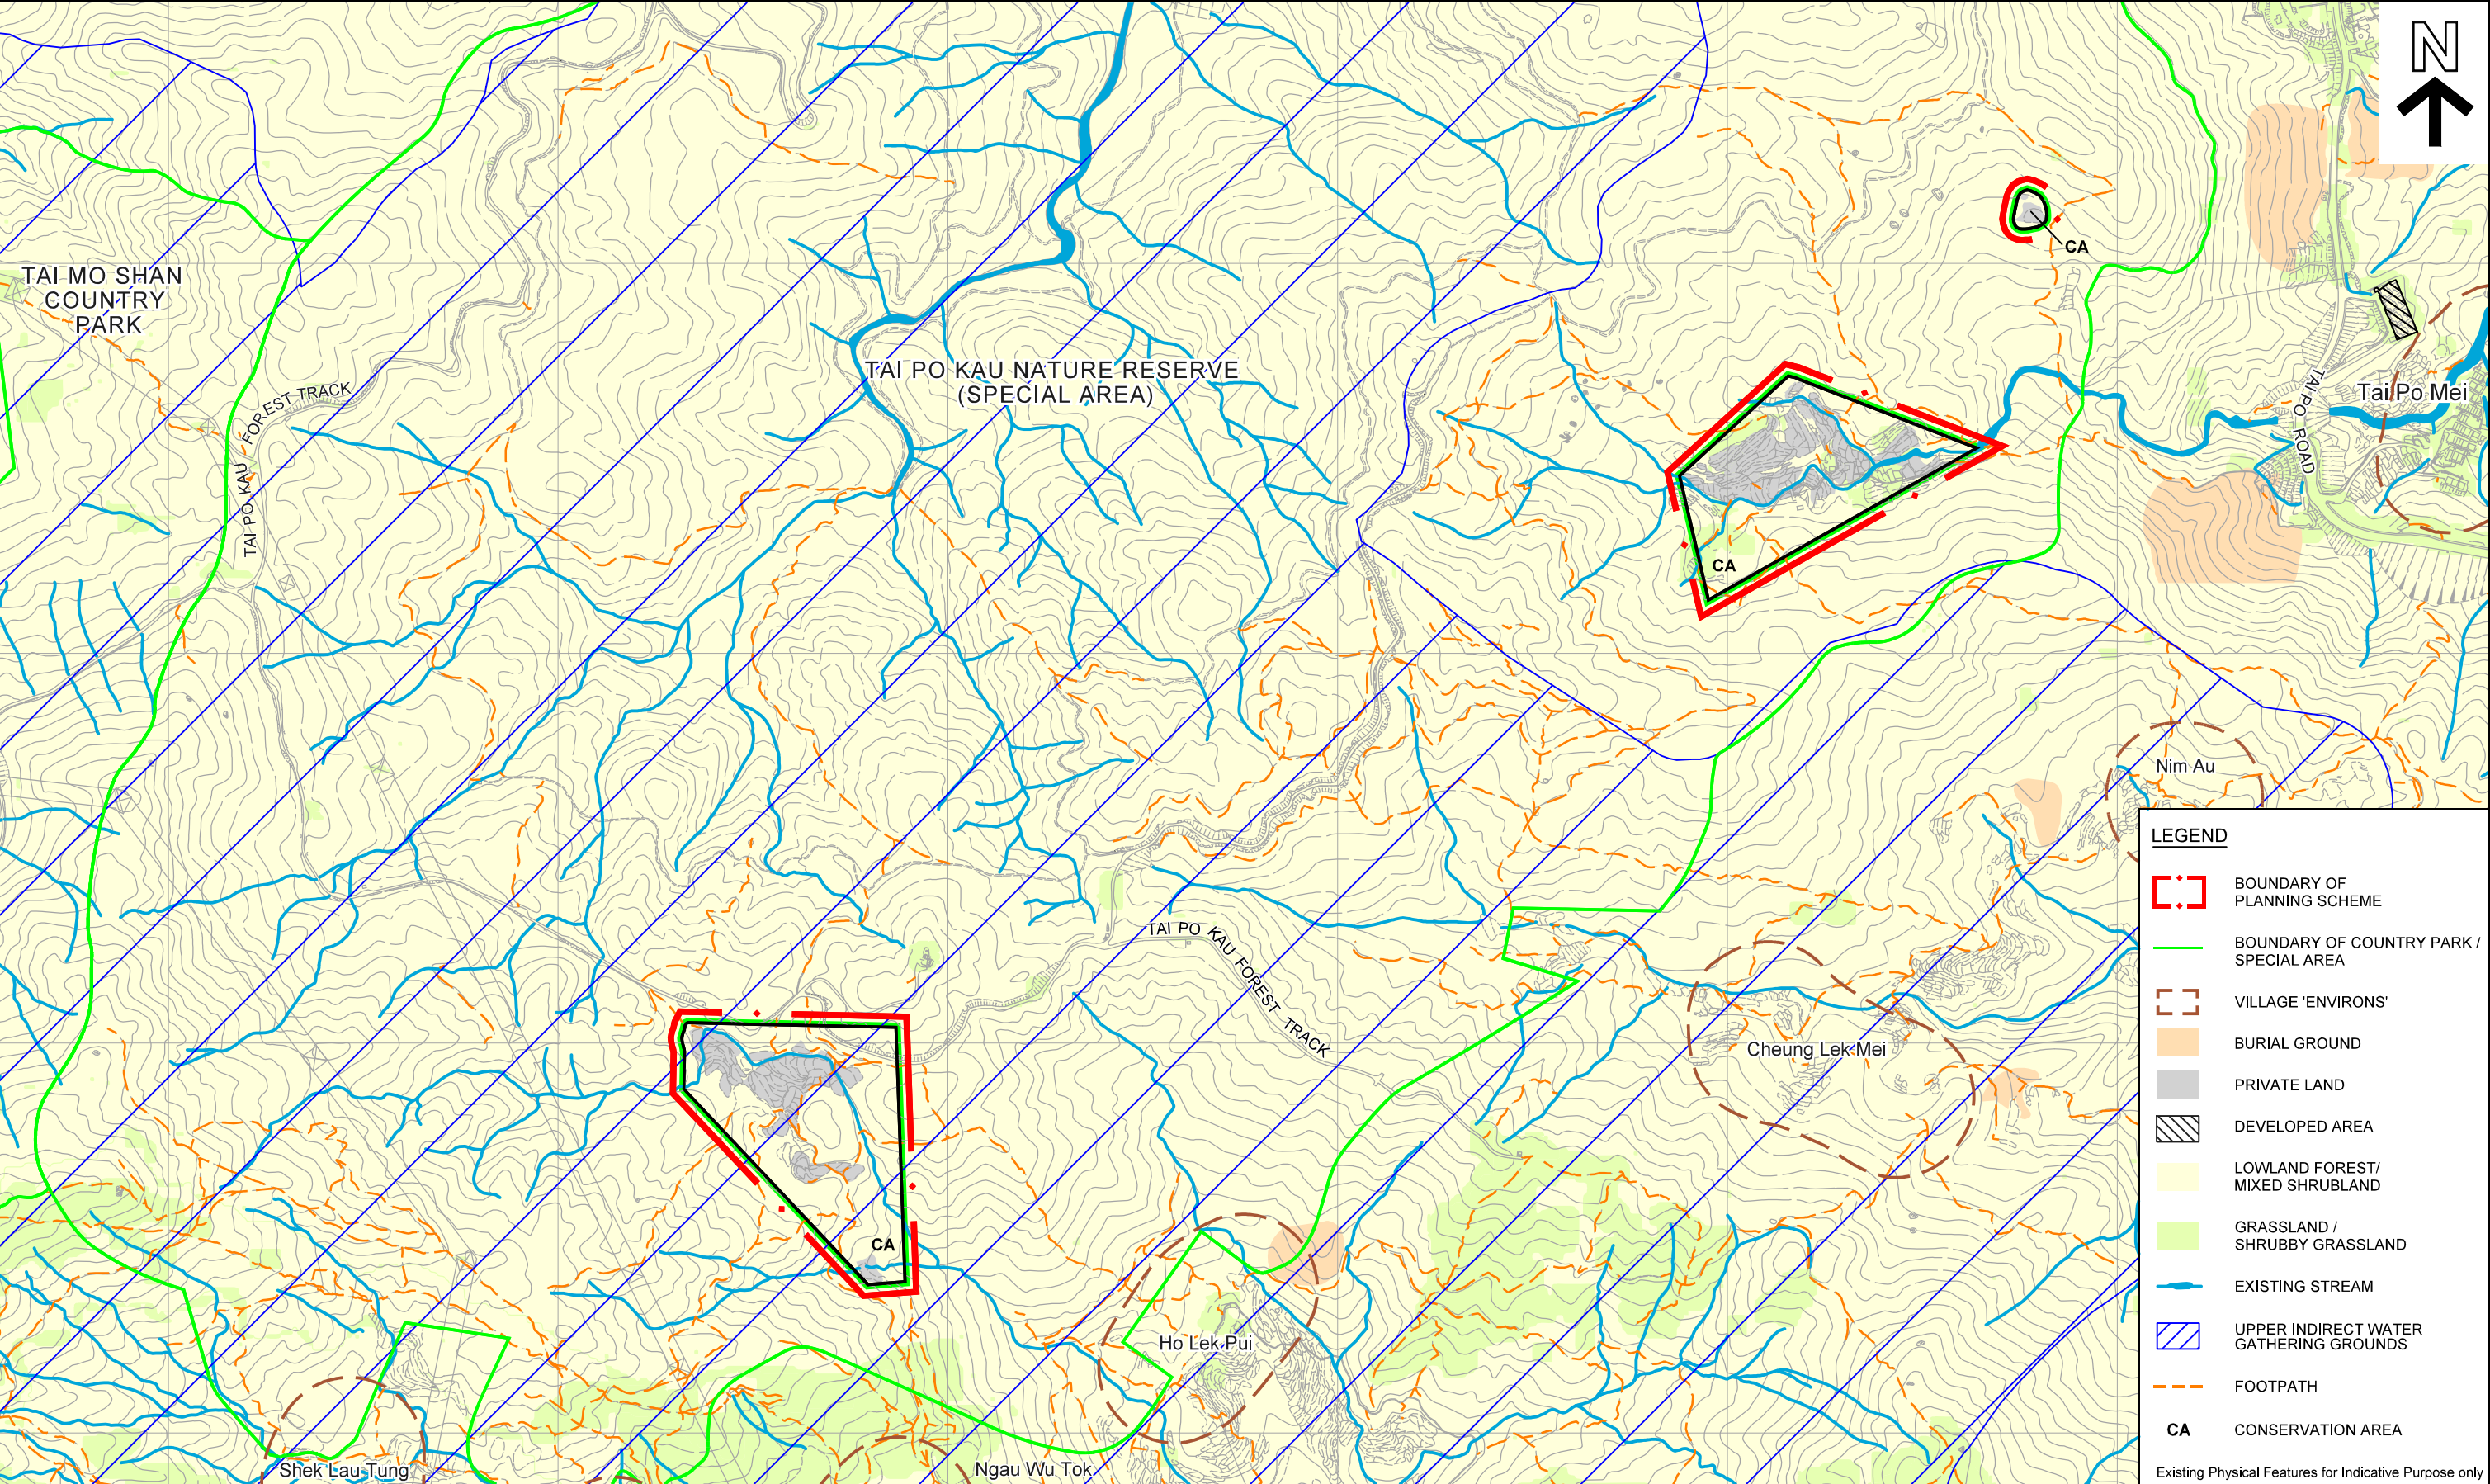 N
CA
TAI MO SHAN
COUNTRY
PARK
TAI PO KAU NATURE RESERVE
(SPECIAL AREA)
TAI PO KAU FOREST TRACK
TAI PO ROAD
Tai Po Mei
CA
Nim Au
TAI PO KAU FOREST TRACK
Cheung Lek Mei
CA
Ho Lek Pui
Shek Lau Tung
Ngau Wu Tok
LEGEND
BOUNDARY OF
PLANNING SCHEME
BOUNDARY OF COUNTRY PARK /
SPECIAL AREA
VILLAGE 'ENVIRONS'
BURIAL GROUND
PRIVATE LAND
DEVELOPED AREA
LOWLAND FOREST/
MIXED SHRUBLAND
GRASSLAND /
SHRUBBY GRASSLAND
EXISTING STREAM
UPPER INDIRECT WATER
GATHERING GROUNDS
FOOTPATH
CA CONSERVATION AREA
Existing Physical Features for Indicative Purpose only